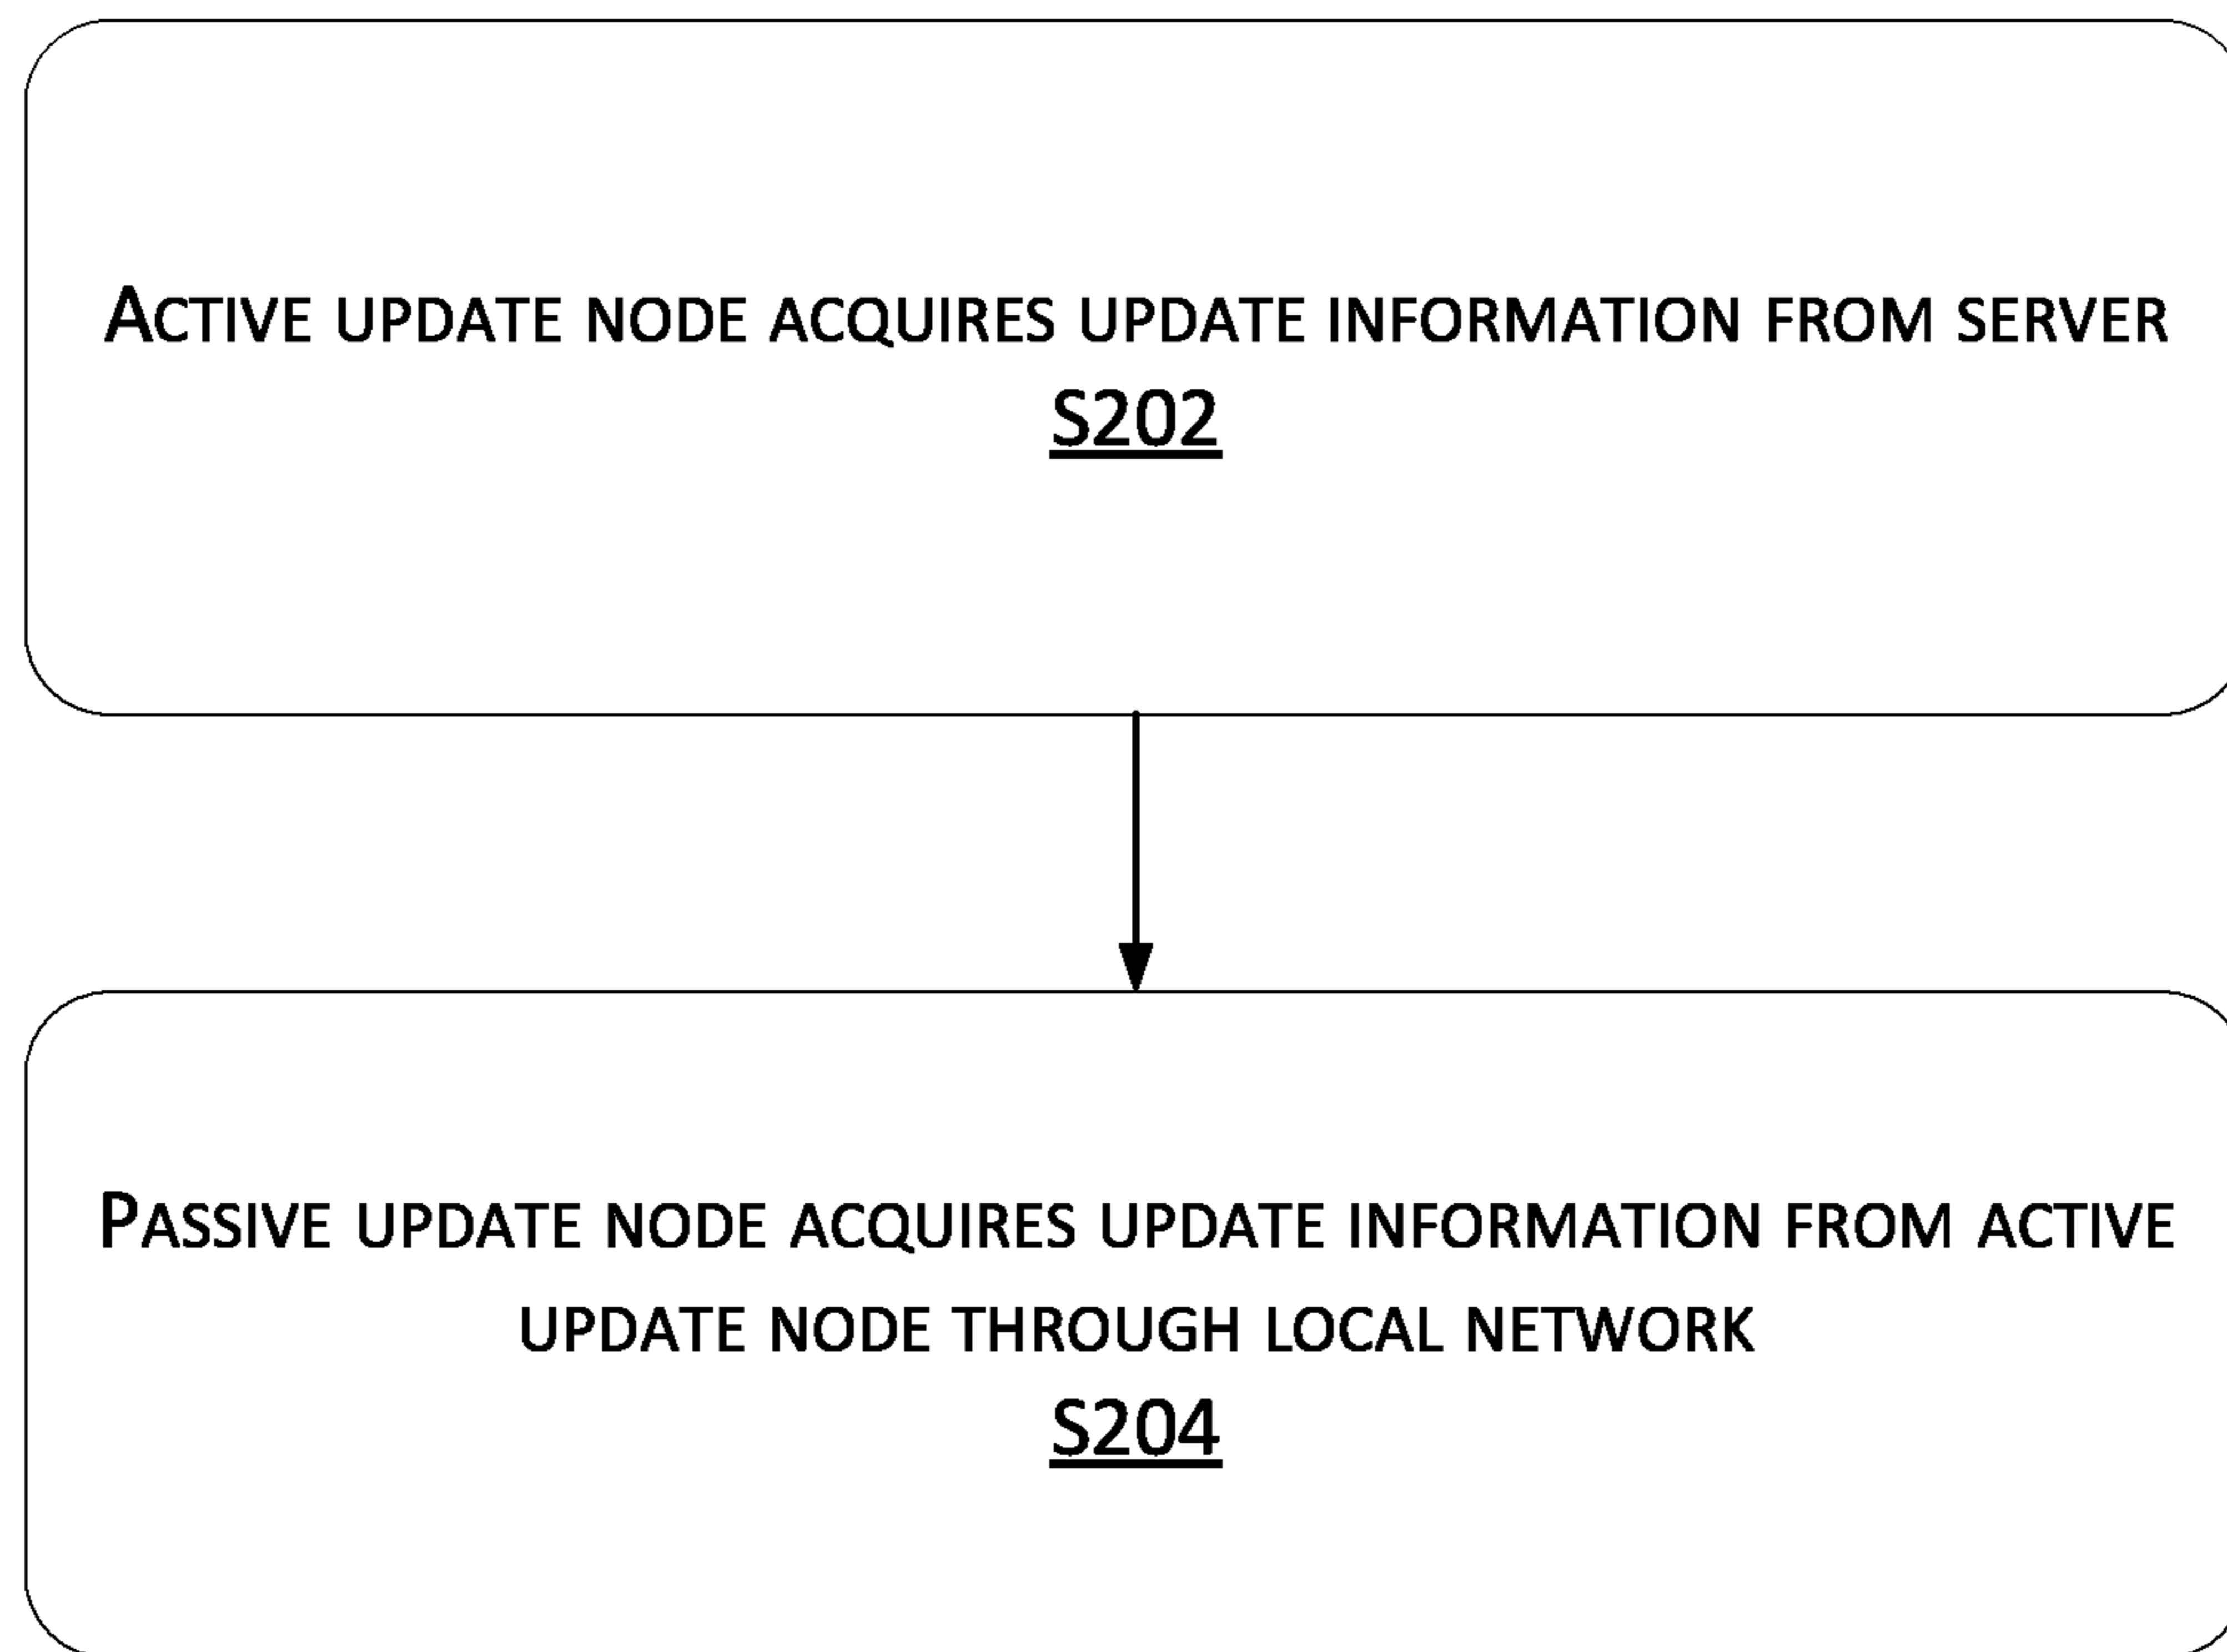 ACTIVE UPDATE NODE ACQUIRES UPDATE INFORMATION FROM SERVER
S202
PASSIVE UPDATE NODE ACQUIRES UPDATE INFORMATION FROM ACTIVE
UPDATE NODE THROUGH LOCAL NETWORK
S204